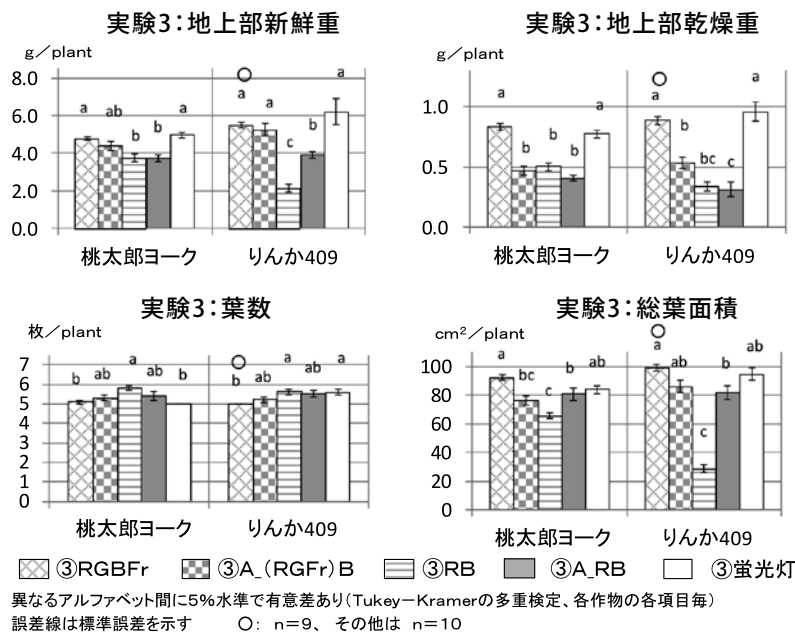 実験3：地上部新鮮重
g／plant
8.0
6.0
4.0
2.0
0.0
a ab b b a
a a c b a
桃太郎ヨーク りんか409
実験3：地上部乾燥重
g／plant
1.0
0.5
0.0
a b b b a
a b bc c a
桃太郎ヨーク りんか409
実験3：葉数
枚／plant
7
6
5
4
3
2
1
0
b ab a ab b
b ab a ab a
桃太郎ヨーク りんか409
実験3：総葉面積
cm²／plant
100
80
60
40
20
0
a bc c b ab
a ab c b ab
桃太郎ヨーク りんか409
③RGBFr ③A_（RGFr）B ③RB ③A_RB ③蛍光灯
異なるアルファベット間に5％水準で有意差あり（Tukey－Kramerの多重検定、各作物の各項目毎）
誤差線は標準誤差を示す ○： n＝9、 その他は n＝10